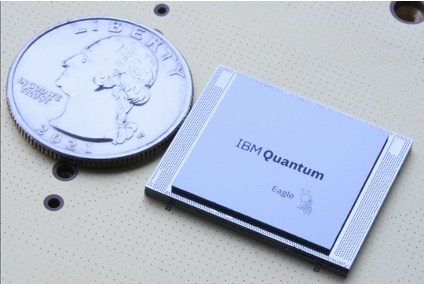 LIBERTY
IN GOD WE
TRUST
2021
IBM Quantum
Eagle